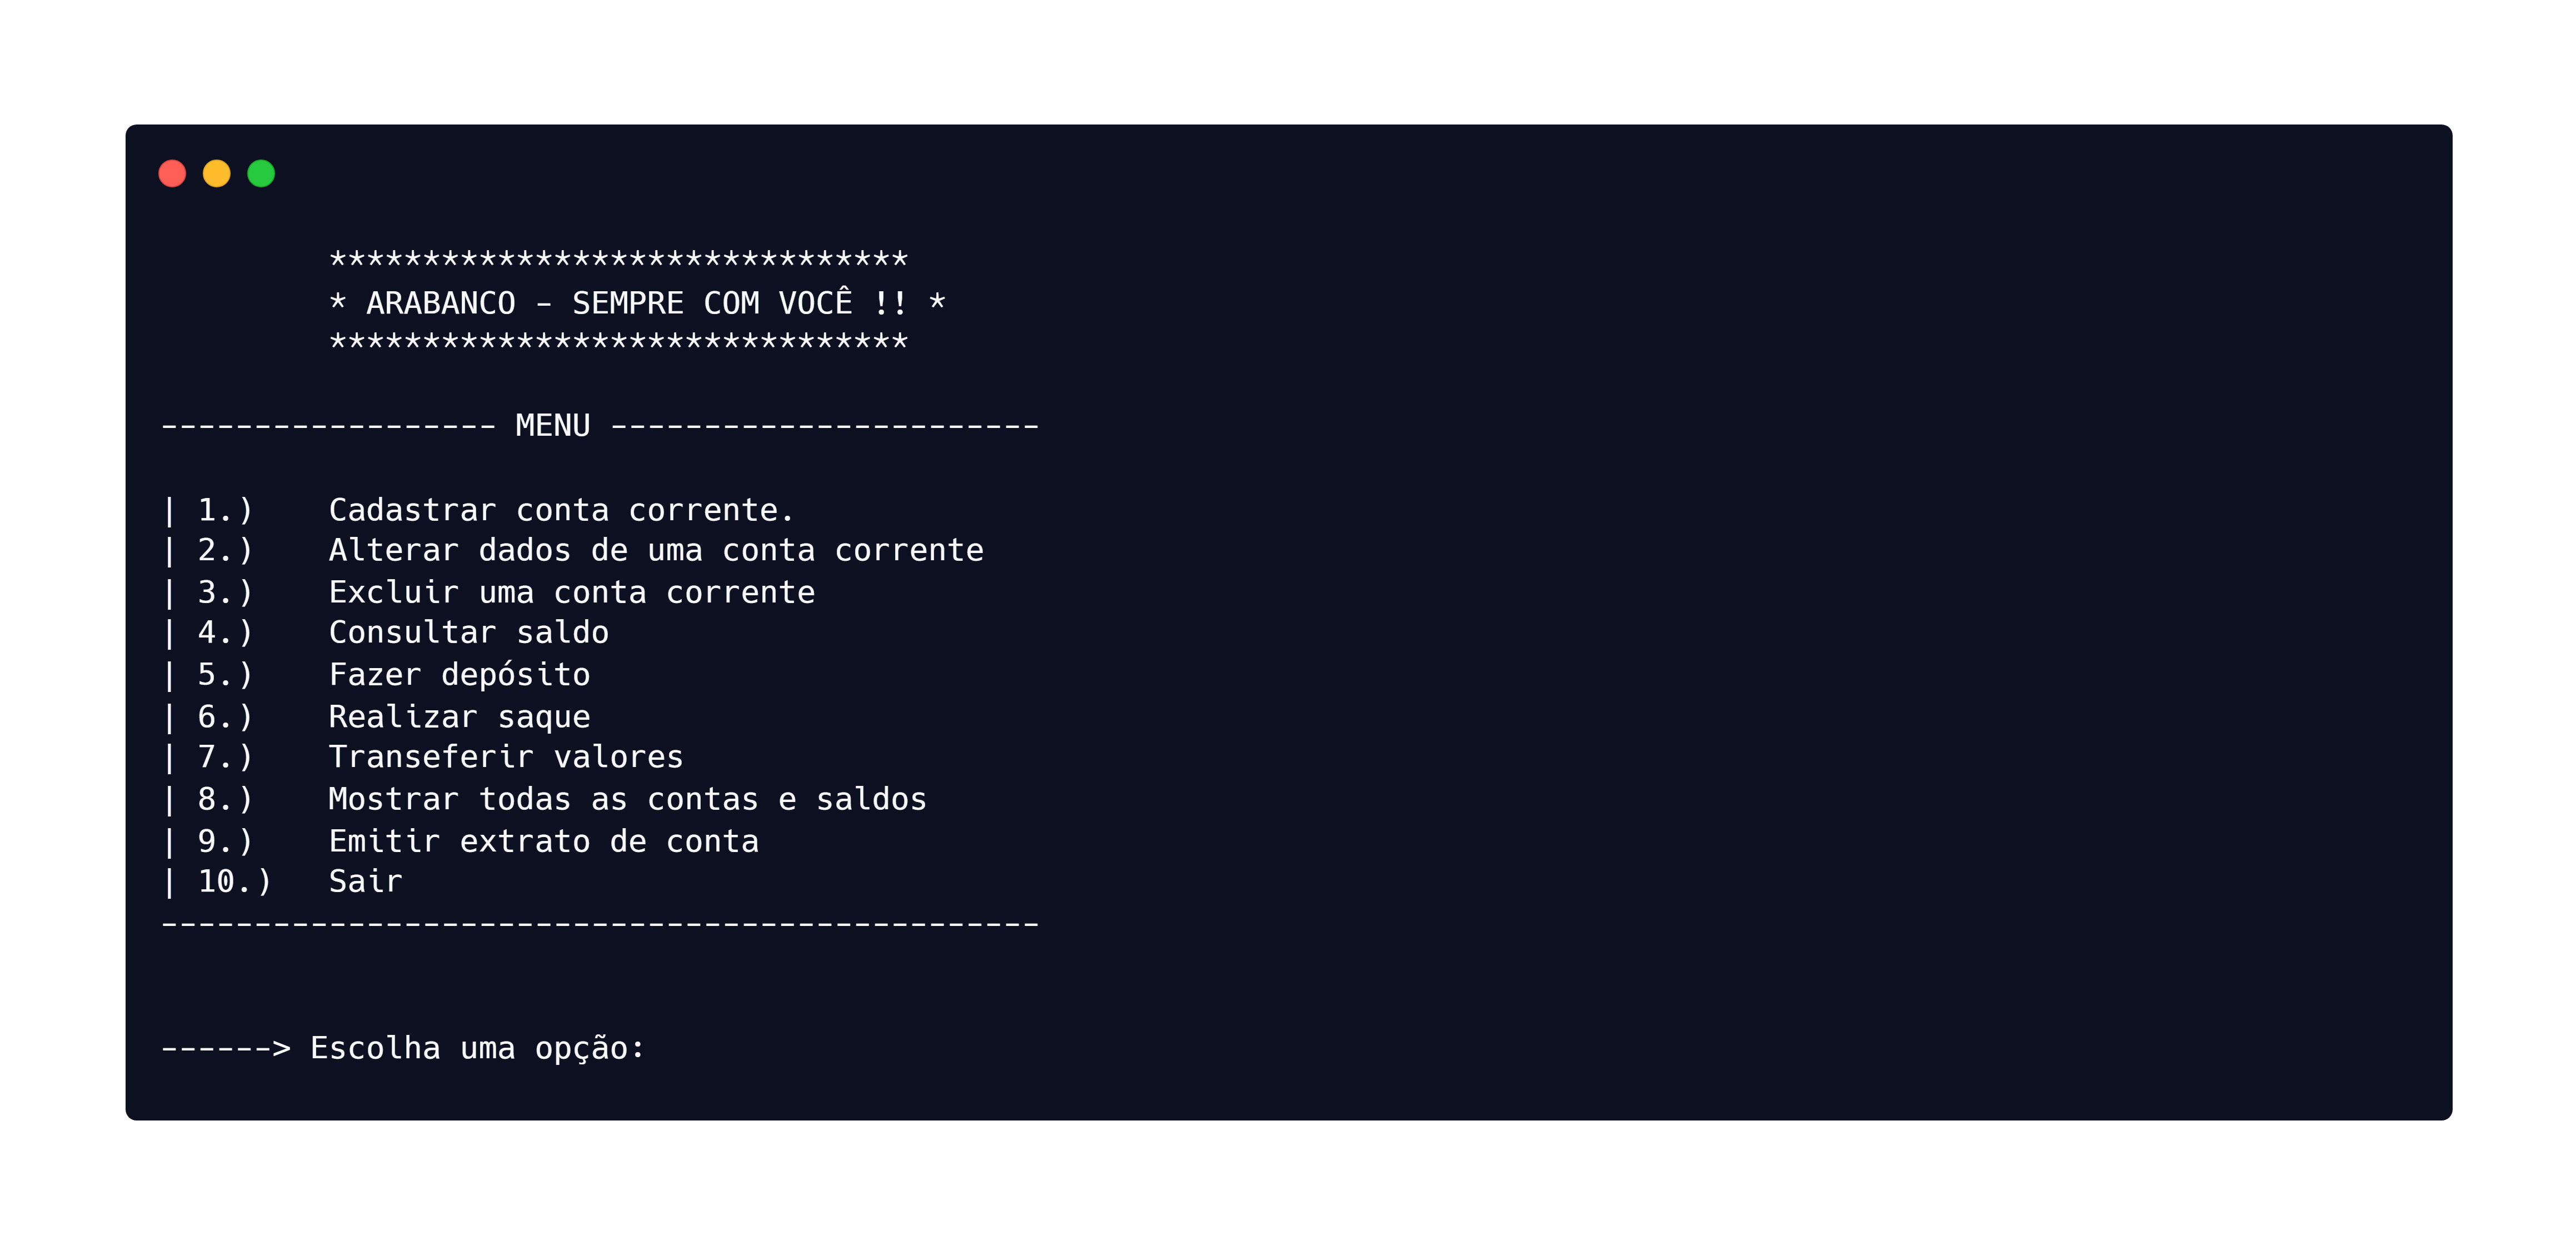 *******************************
* ARABANCO - SEMPRE COM VOCÊ !! *
*******************************
------------------ MENU -----------------------
| 1.)    Cadastrar conta corrente.
| 2.)    Alterar dados de uma conta corrente
| 3.)    Excluir uma conta corrente
| 4.)    Consultar saldo
| 5.)    Fazer depósito
| 6.)    Realizar saque
| 7.)    Transeferir valores
| 8.)    Mostrar todas as contas e saldos
| 9.)    Emitir extrato de conta
| 10.)   Sair
-----------------------------------------------
------> Escolha uma opção: